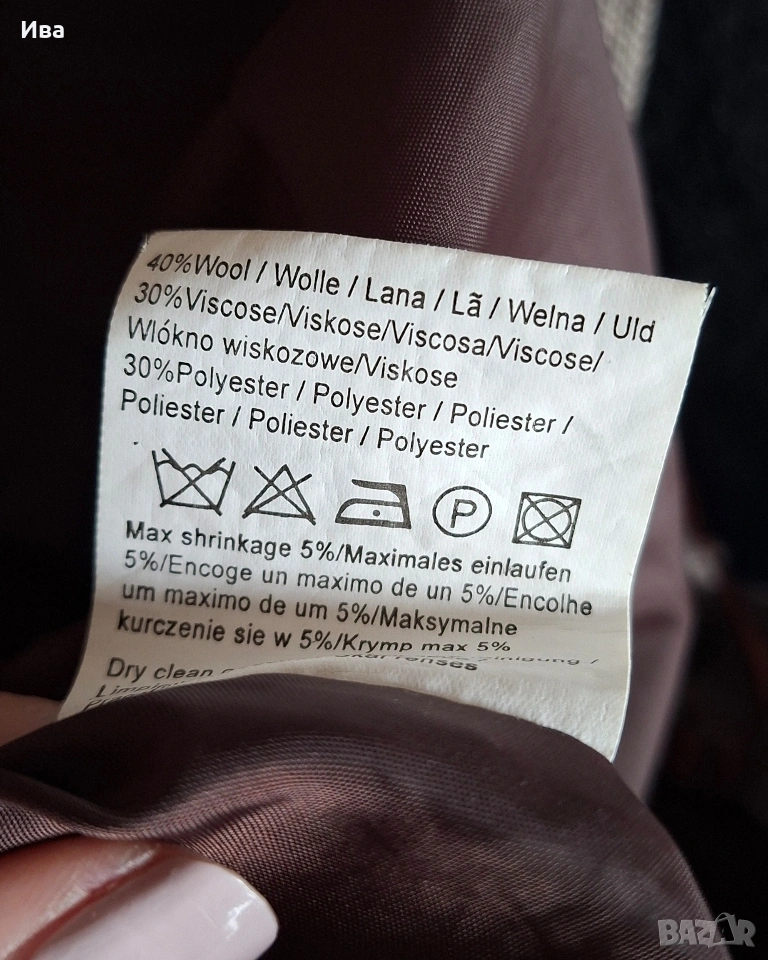 Ива
40%Wool / Wolle / Lana / Lã / Welna / Uld
30%Viscose/Viskose/Viscosa/Viscose/
Wlókno wiskozowe/Viskose
30%Polyester / Polyester / Poliester /
Poliester / Poliester / Polyester
P
Max shrinkage 5%/Maximales einlaufen
5%/Encoge un maximo de un 5%/Encolhe
um maximo de um 5%/Maksymalne
kurczenie sie w 5%/Krymp max 5%
Dry clean
BAZAR